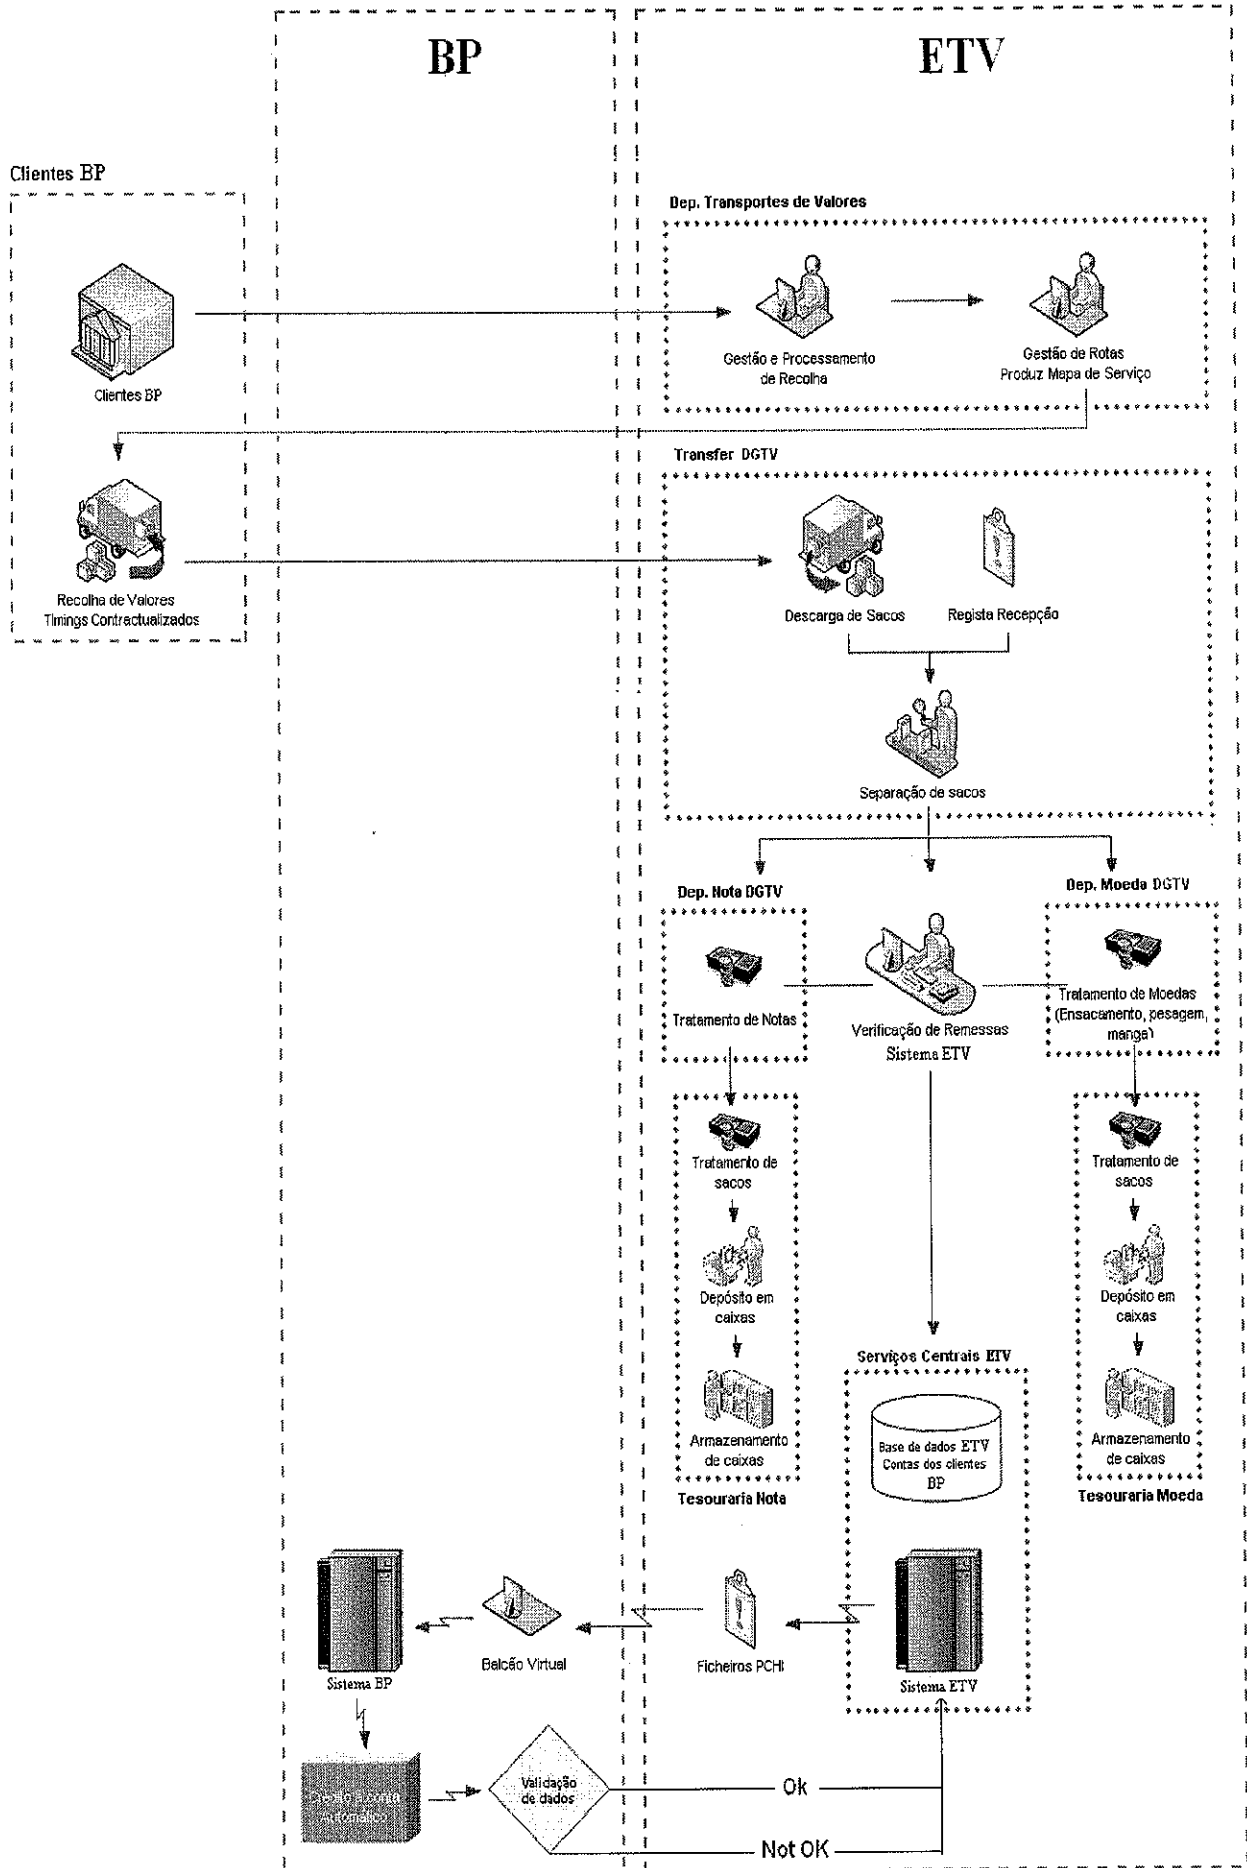 BP
ETV
Clientes BP
Dep. Transportes de Valores
Clientes BP
Gestão e Processamento
de Recolha
Gestão de Rotas
Produz Mapa de Serviço
Transfer DGTV
Recolha de Valores
Timings Contractualizados
Descarga de Sacos
Regista Recepção
Separação de sacos
Dep. Nota DGTV
Dep. Moeda DGTV
Tratamento de Notas
Verificação de Remessas
Sistema ETV
Tratamento de Moedas
(Ensacamento, pesagem,
manga)
Tratamento de
sacos
Tratamento de
sacos
Depósito em
caixas
Depósito em
caixas
Serviços Centrais ETV
Armazenamento
de caixas
Base de dados ETV
Contas dos clientes
BP
Armazenamento
de caixas
Tesouraria Nota
Tesouraria Moeda
Sistema BP
Balcão Virtual
Ficheiros PCHI
Sistema ETV
Crédito à conta
Automático
Validação
de dados
Ok
Not OK